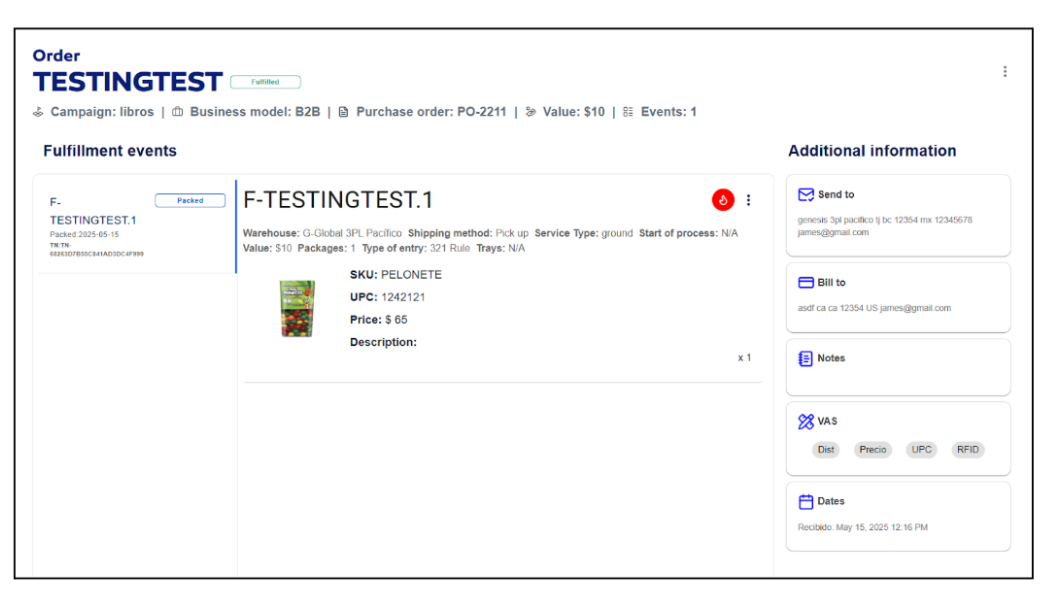 Order
TESTINGTEST Fulfilled
Campaign: libros | Business model: B2B | Purchase order: PO-2211 | Value: $10 | Events: 1
Fulfillment events
F-TESTINGTEST.1
Packed
Packed:2025-05-15
TN:TN-
F-TESTINGTEST.1
Warehouse: G-Global 3PL Pacífico Shipping method: Pick up Service Type: ground Start of process: N/A
Value: $10 Packages: 1 Type of entry: 321 Rule Trays: N/A
SKU: PELONETE
UPC: 1242121
Price: $ 65
Description:
x 1
Additional information
Send to
genesis 3pl pacifico tj bc 12354 mx 12345678
james@gmail.com
Bill to
asdf ca ca 12354 US james@gmail.com
Notes
VAS
Dist Precio UPC RFID
Dates
Recibido: May 15, 2025 12:16 PM